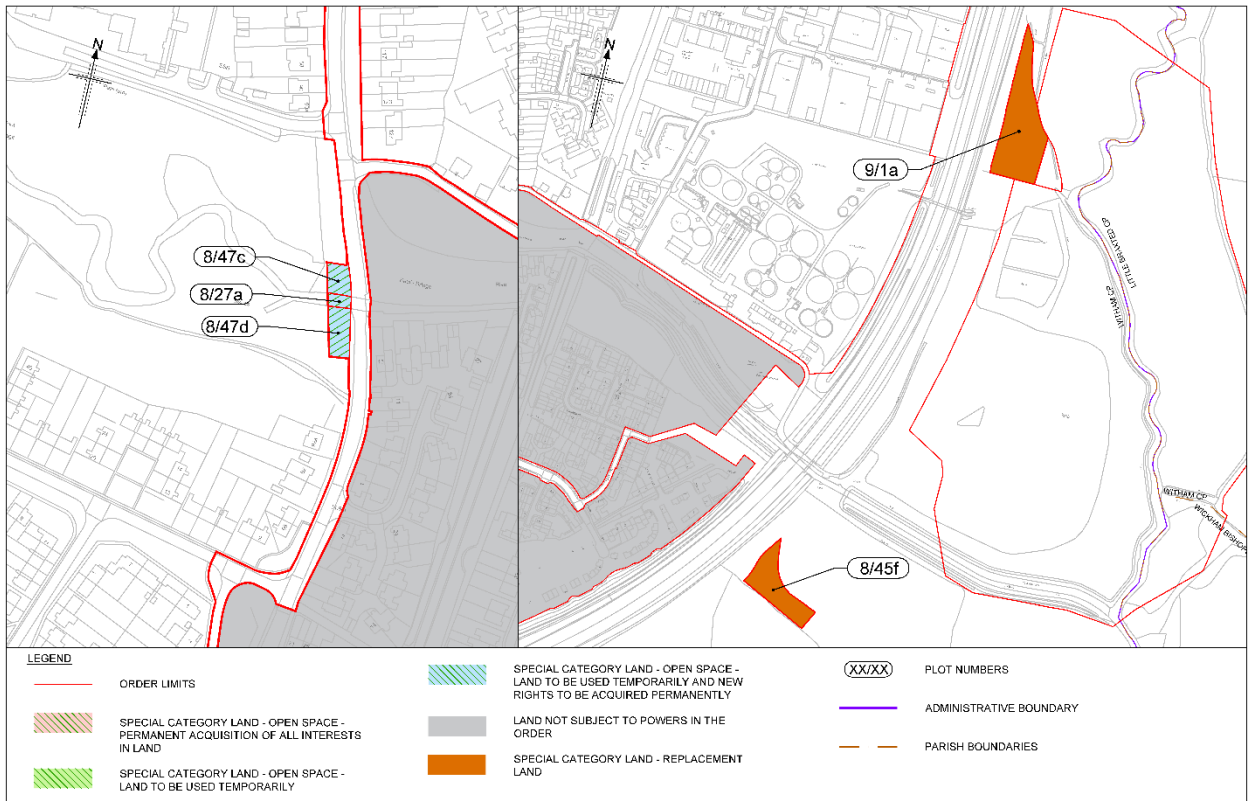 N
N
8/47c
8/27a
8/47d
9/1a
8/45f
LITTLE BRAXTED CP
WITHAM CP
WITHAM CP
WICKHAM BISHOP
LEGEND
ORDER LIMITS
SPECIAL CATEGORY LAND - OPEN SPACE -
PERMANENT ACQUISITION OF ALL INTERESTS
IN LAND
SPECIAL CATEGORY LAND - OPEN SPACE -
LAND TO BE USED TEMPORARILY
SPECIAL CATEGORY LAND - OPEN SPACE -
LAND TO BE USED TEMPORARILY AND NEW
RIGHTS TO BE ACQUIRED PERMANENTLY
LAND NOT SUBJECT TO POWERS IN THE
ORDER
SPECIAL CATEGORY LAND - REPLACEMENT
LAND
XX/XX
PLOT NUMBERS
ADMINISTRATIVE BOUNDARY
PARISH BOUNDARIES